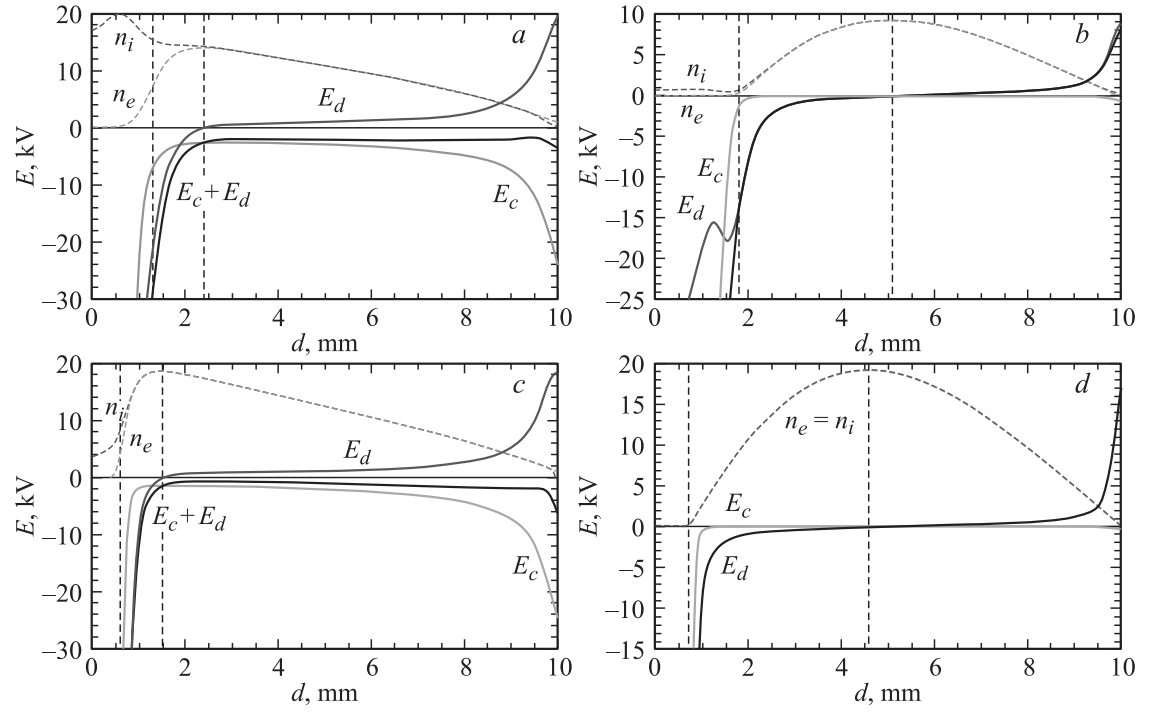 20
10
0
–10
–20
–30
E, kV
n_i
n_e
E_d
E_c + E_d
E_c
a
0
2
4
6
8
10
d, mm
10
5
0
–5
–10
–15
–20
–25
E, kV
n_i
n_e
E_c
E_d
b
0
2
4
6
8
10
d, mm
20
10
0
–10
–20
–30
E, kV
n_i
n_e
E_d
E_c + E_d
E_c
c
0
2
4
6
8
10
d, mm
20
15
10
5
0
–5
–10
–15
E, kV
n_e = n_i
E_c
E_d
d
0
2
4
6
8
10
d, mm